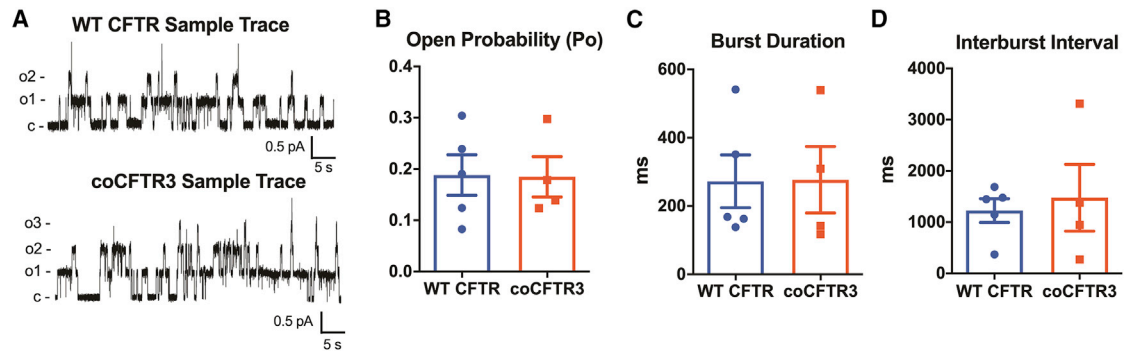 A
WT CFTR Sample Trace
o2 -
o1 -
c -
0.5 pA
5 s
coCFTR3 Sample Trace
o3 -
o2 -
o1 -
c -
0.5 pA
5 s
B
Open Probability (Po)
0.4
0.3
0.2
0.1
0.0
WT CFTR coCFTR3
C
Burst Duration
ms
600
400
200
0
WT CFTR coCFTR3
D
Interburst Interval
ms
4000
3000
2000
1000
0
WT CFTR coCFTR3